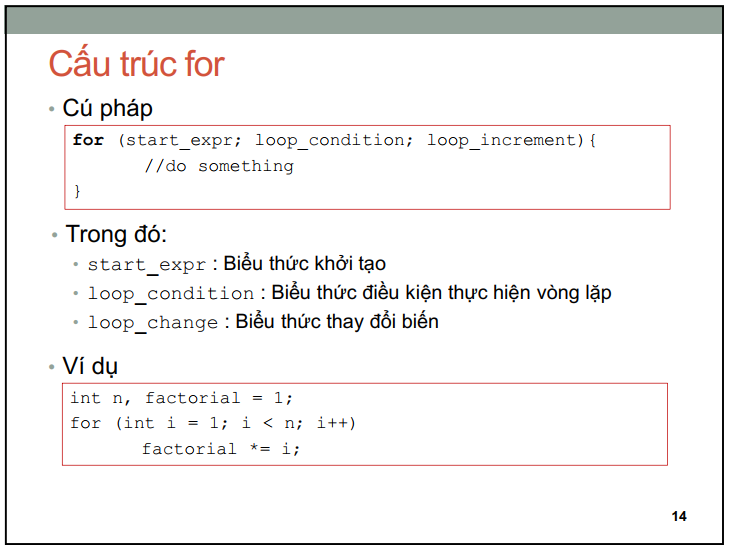 Cấu trúc for
• Cú pháp
for (start_expr; loop_condition; loop_increment){
//do something
}
• Trong đó:
• start_expr : Biểu thức khởi tạo
• loop_condition : Biểu thức điều kiện thực hiện vòng lặp
• loop_change : Biểu thức thay đổi biến
• Ví dụ
int n, factorial = 1;
for (int i = 1; i < n; i++)
factorial *= i;
14